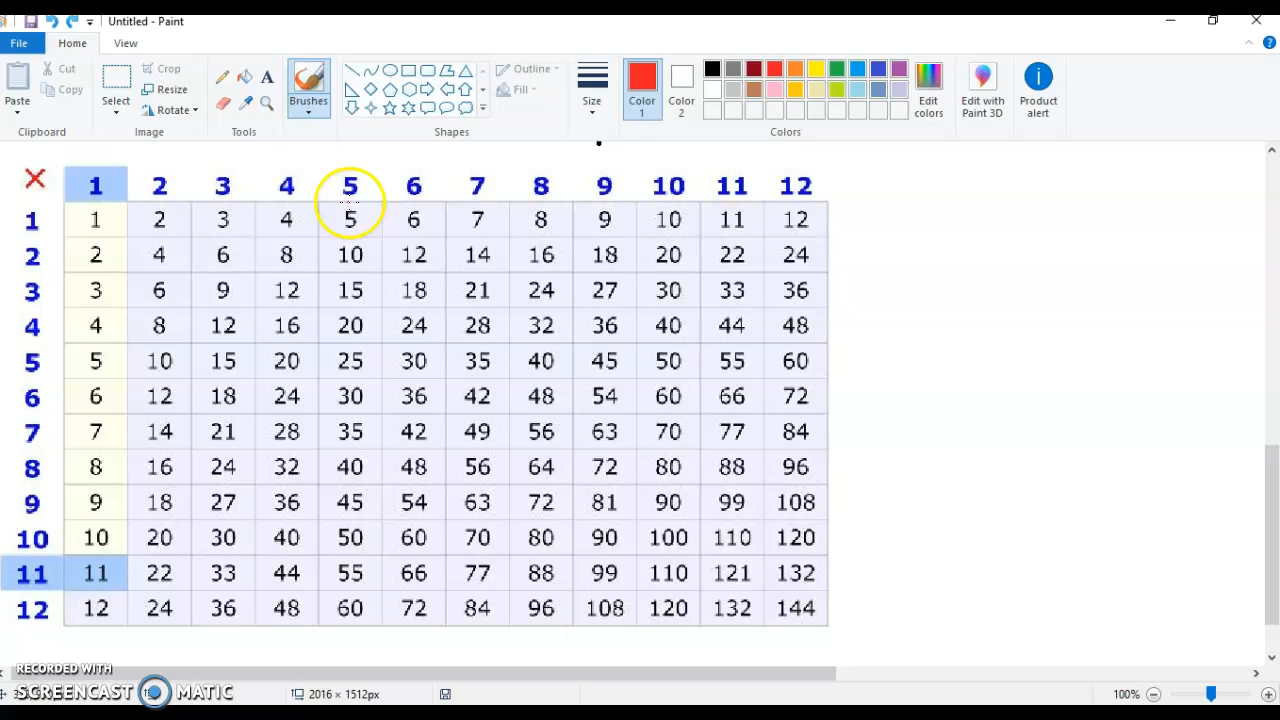 Untitled - Paint
File Home View
Paste
Cut
Copy
Clipboard
Select
Crop
Resize
Rotate
Image
A
Tools
Brushes
Outline
Fill
Shapes
Size
Color 1
Color 2
Colors
Edit colors
Edit with Paint 3D
Product alert
× 1 2 3 4 5 6 7 8 9 10 11 12
1 1 2 3 4 5 6 7 8 9 10 11 12
2 2 4 6 8 10 12 14 16 18 20 22 24
3 3 6 9 12 15 18 21 24 27 30 33 36
4 4 8 12 16 20 24 28 32 36 40 44 48
5 5 10 15 20 25 30 35 40 45 50 55 60
6 6 12 18 24 30 36 42 48 54 60 66 72
7 7 14 21 28 35 42 49 56 63 70 77 84
8 8 16 24 32 40 48 56 64 72 80 88 96
9 9 18 27 36 45 54 63 72 81 90 99 108
10 10 20 30 40 50 60 70 80 90 100 110 120
11 11 22 33 44 55 66 77 88 99 110 121 132
12 12 24 36 48 60 72 84 96 108 120 132 144
RECORDED WITH
SCREENCAST MATIC
2016 × 1512px
100%